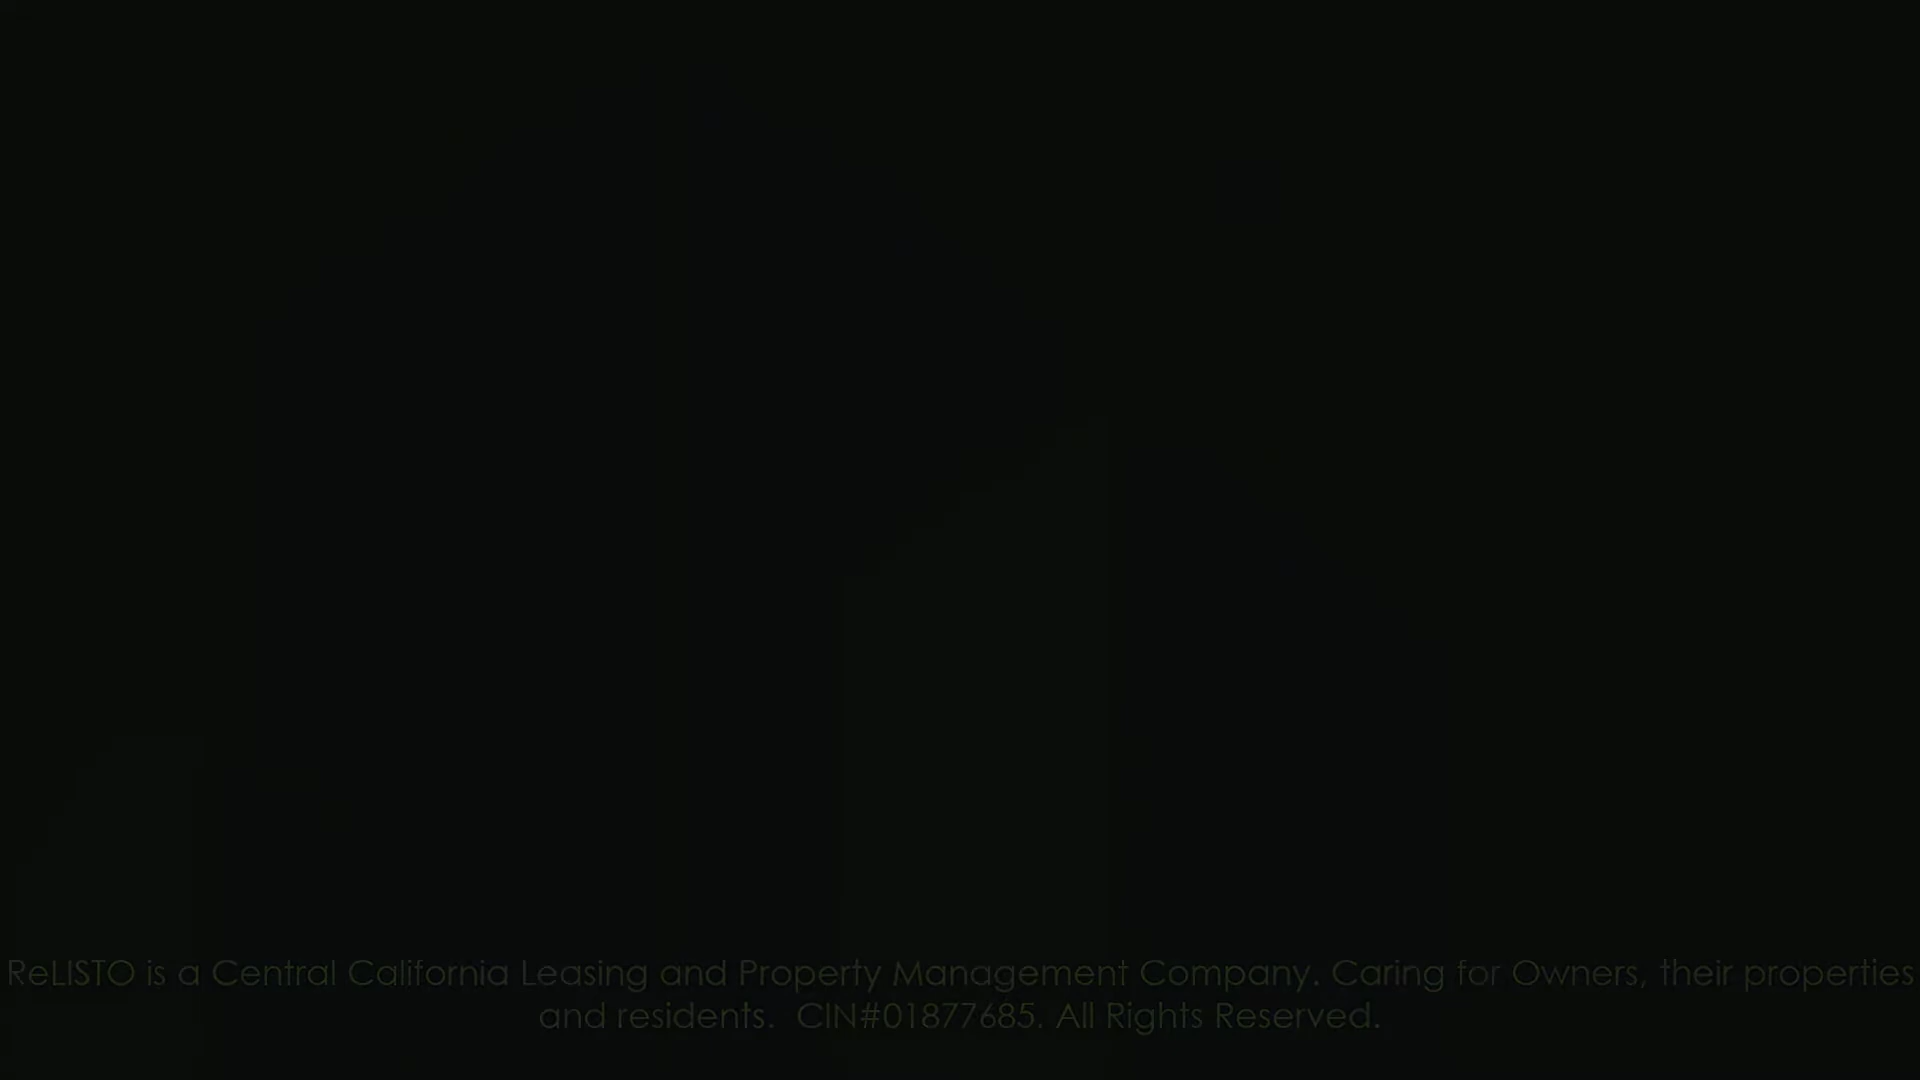 ReLISTO is a Central California Leasing and Property Management Company. Caring for Owners, their properties
and residents.  CIN#01877685. All Rights Reserved.